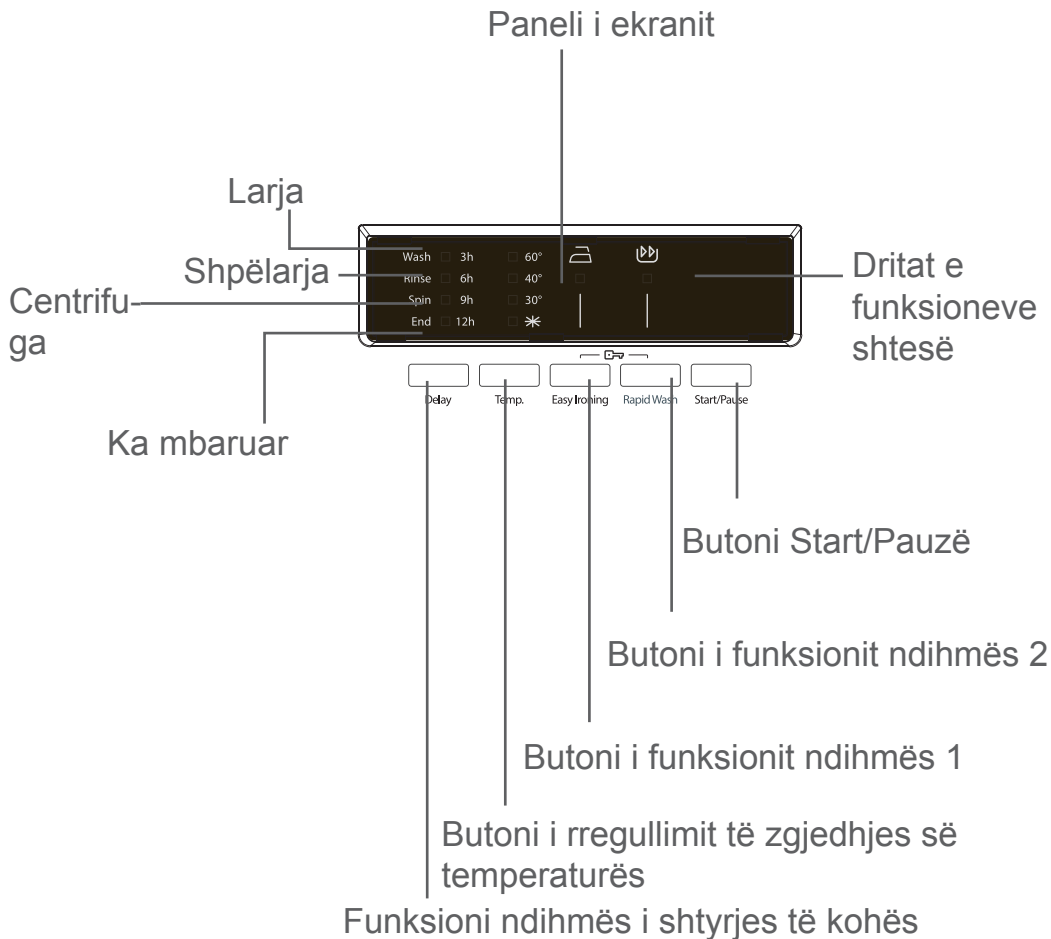 Paneli i ekranit
Larja
Shpëlarja
Centrifu
ga
Ka mbaruar
Wash 3h 60°
Rinse 6h 40°
Spin 9h 30°
End 12h
Dritat e
funksioneve
shtesë
Delay Temp. Easy Ironing Rapid Wash Start/Pause
Butoni Start/Pauzë
Butoni i funksionit ndihmës 2
Butoni i funksionit ndihmës 1
Butoni i rregullimit të zgjedhjes së
temperaturës
Funksioni ndihmës i shtyrjes të kohës